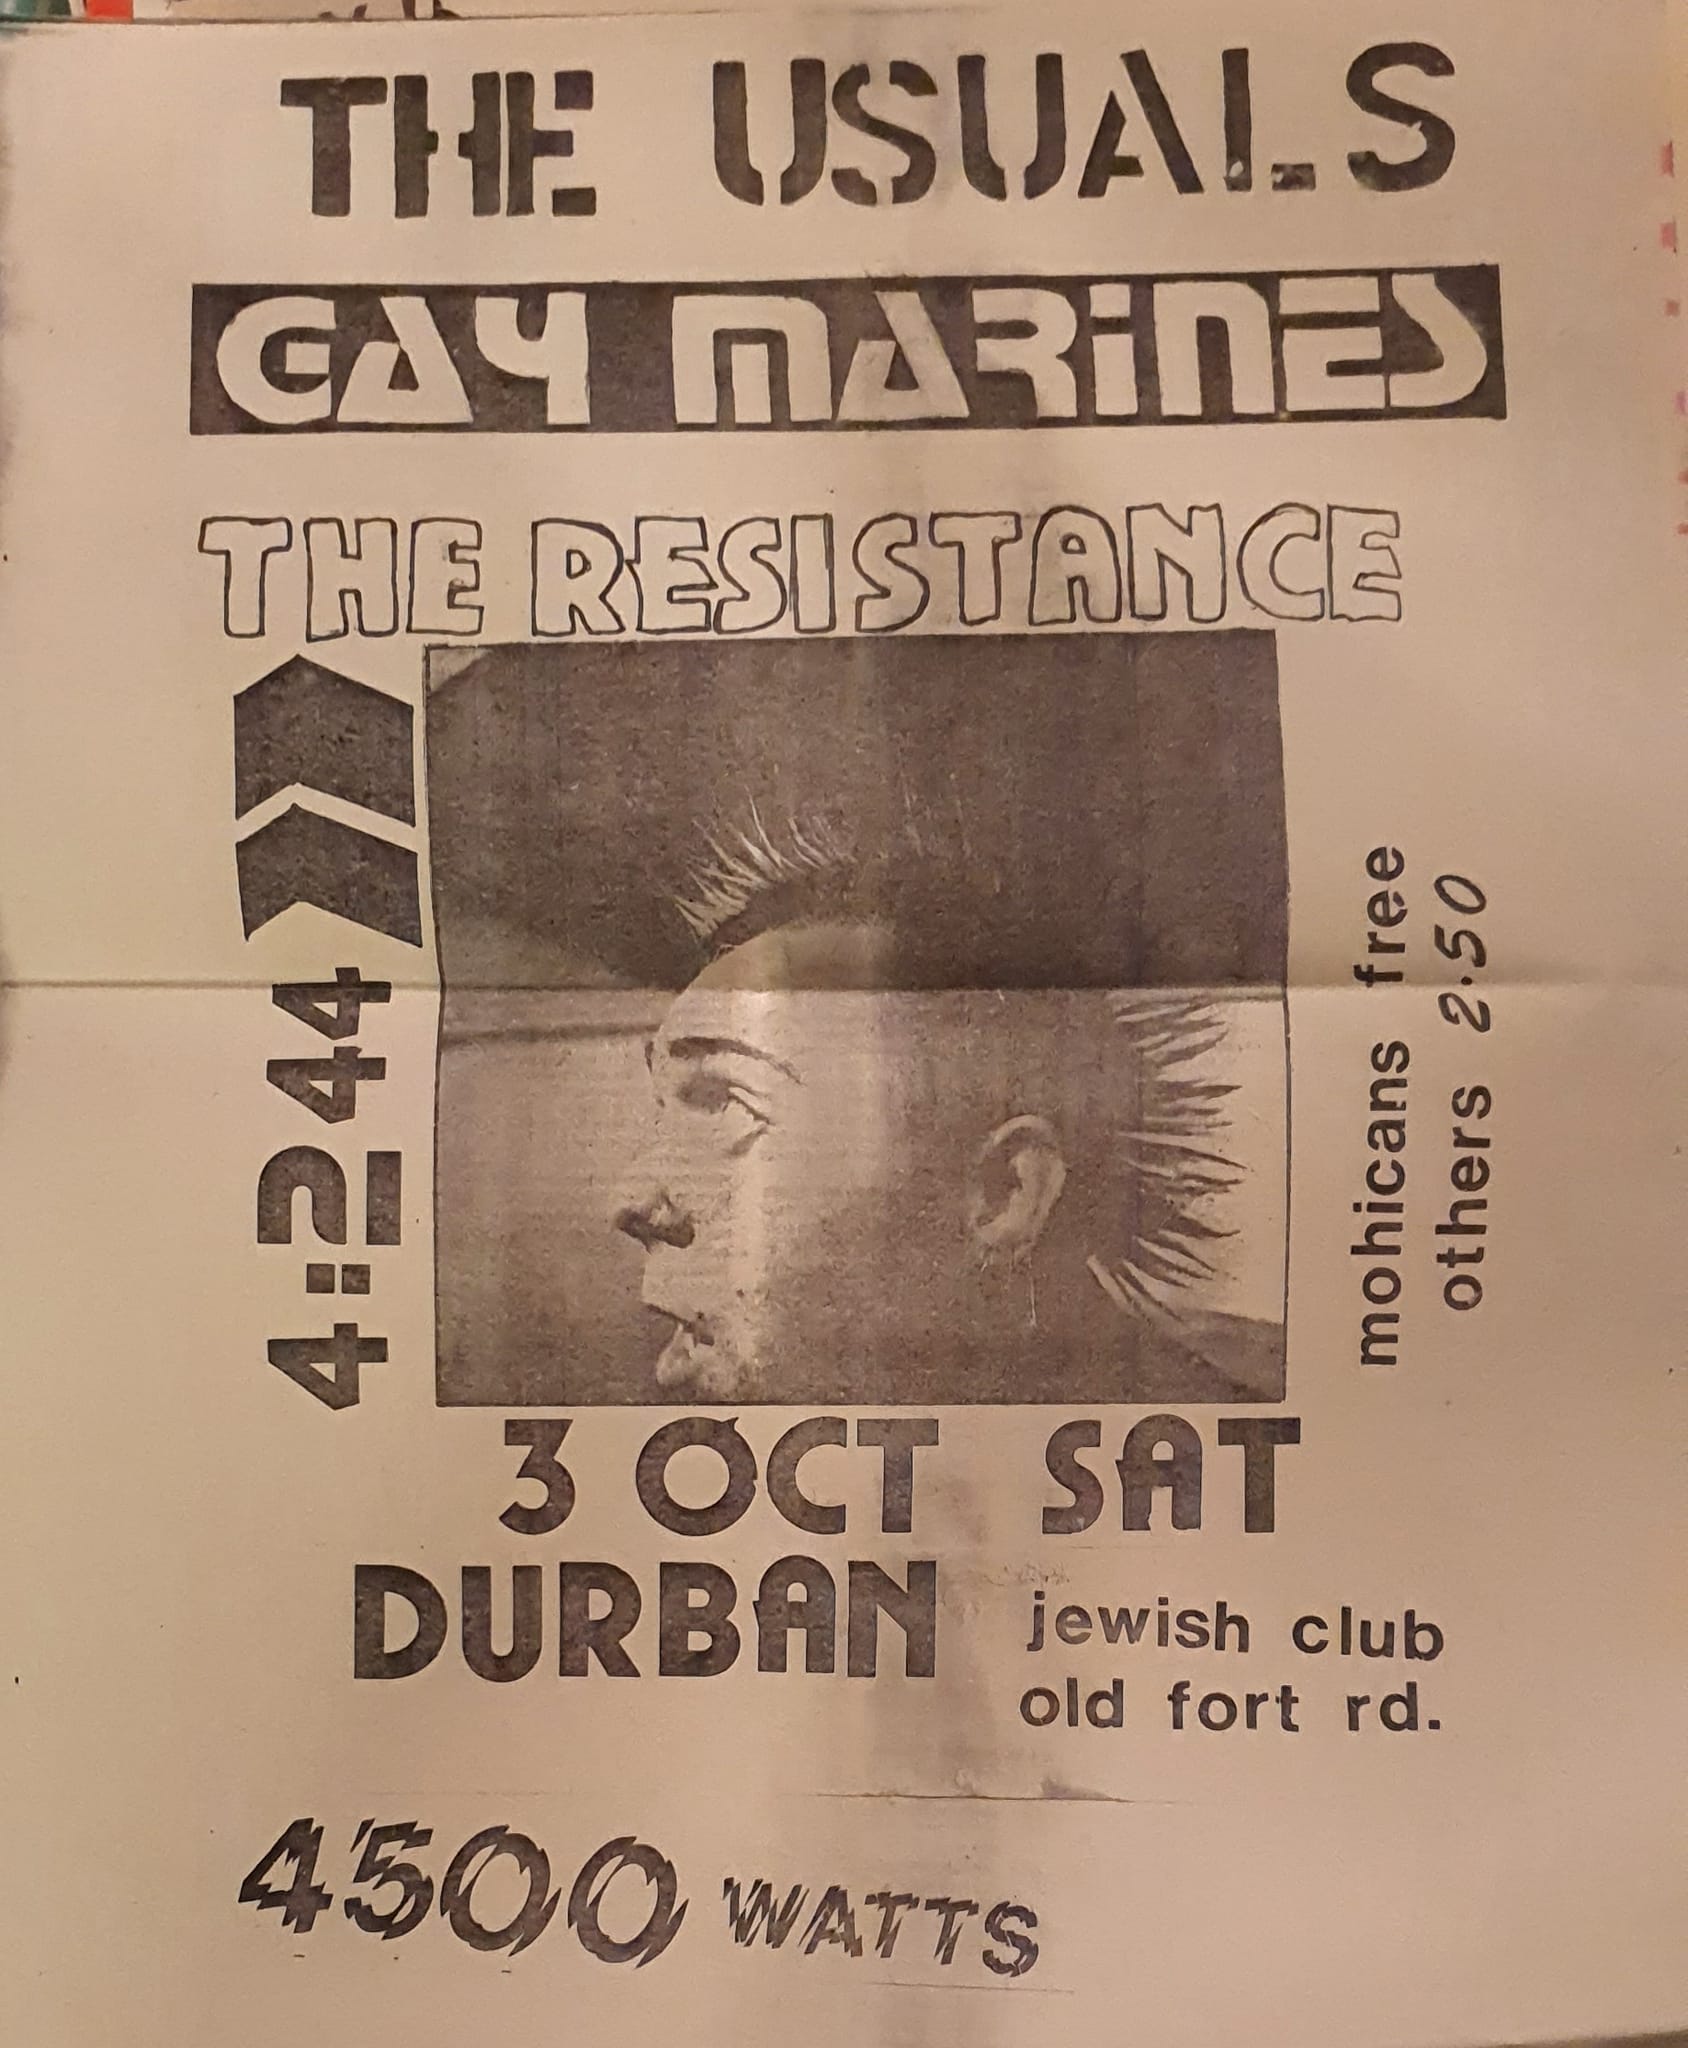 THE USUALS
GAY MARINES
THE RESISTANCE
4:244
mohicans free
others 2.50
3 OCT SAT
DURBAN
jewish club
old fort rd.
4500 WATTS